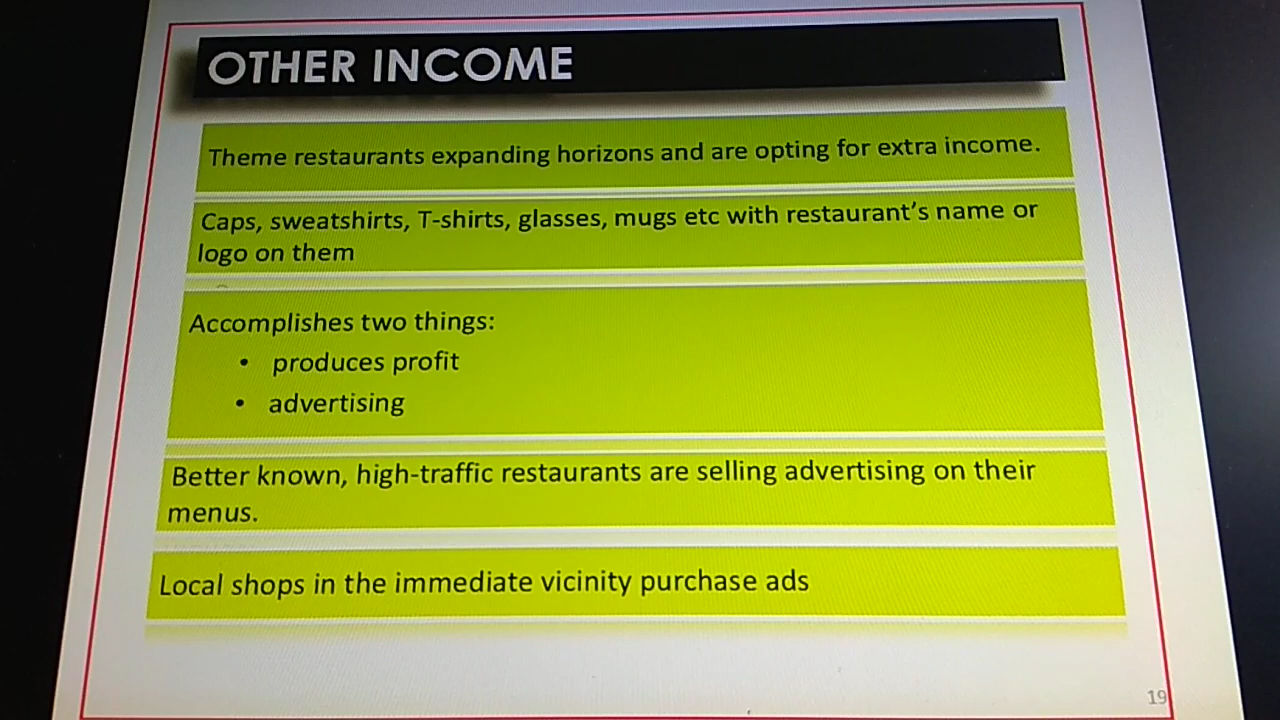 OTHER INCOME
Theme restaurants expanding horizons and are opting for extra income.
Caps, sweatshirts, T-shirts, glasses, mugs etc with restaurant's name or
logo on them
Accomplishes two things:
• produces profit
• advertising
Better known, high-traffic restaurants are selling advertising on their
menus.
Local shops in the immediate vicinity purchase ads
19